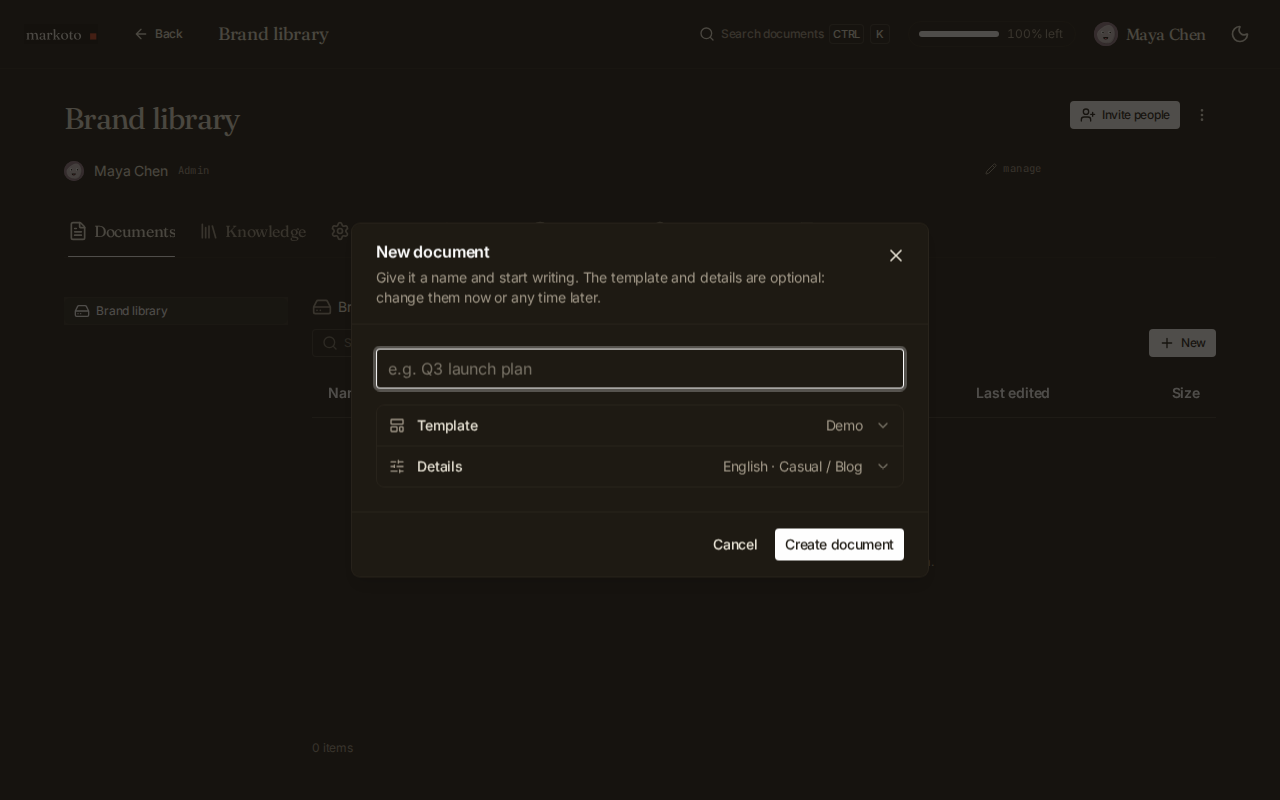 markoto
Back
Brand library
Search documents CTRL K
100% left
Maya Chen
Brand library
Invite people
Maya Chen Admin
manage
Documents
Knowledge
Brand library
New
Last edited
Size
New document
Give it a name and start writing. The template and details are optional:
change them now or any time later.
e.g. Q3 launch plan
Template Demo
Details English · Casual / Blog
Cancel
Create document
0 items